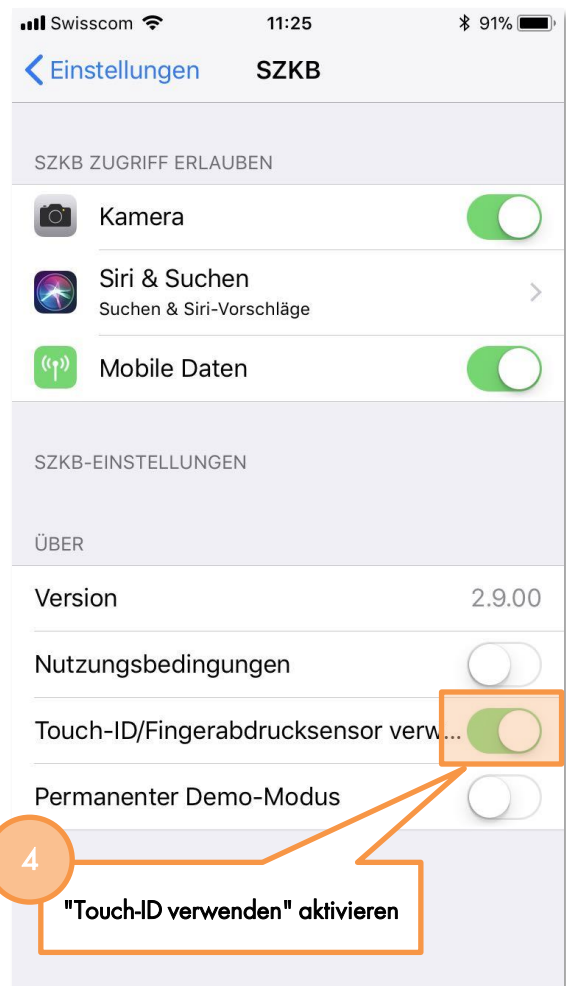 Swisscom 11:25 91%
Einstellungen SZKB
SZKB ZUGRIFF ERLAUBEN
Kamera
Siri & Suchen
Suchen & Siri-Vorschläge
Mobile Daten
SZKB-EINSTELLUNGEN
ÜBER
Version 2.9.00
Nutzungsbedingungen
Touch-ID/Fingerabdrucksensor verw...
Permanenter Demo-Modus
4
"Touch-ID verwenden" aktivieren